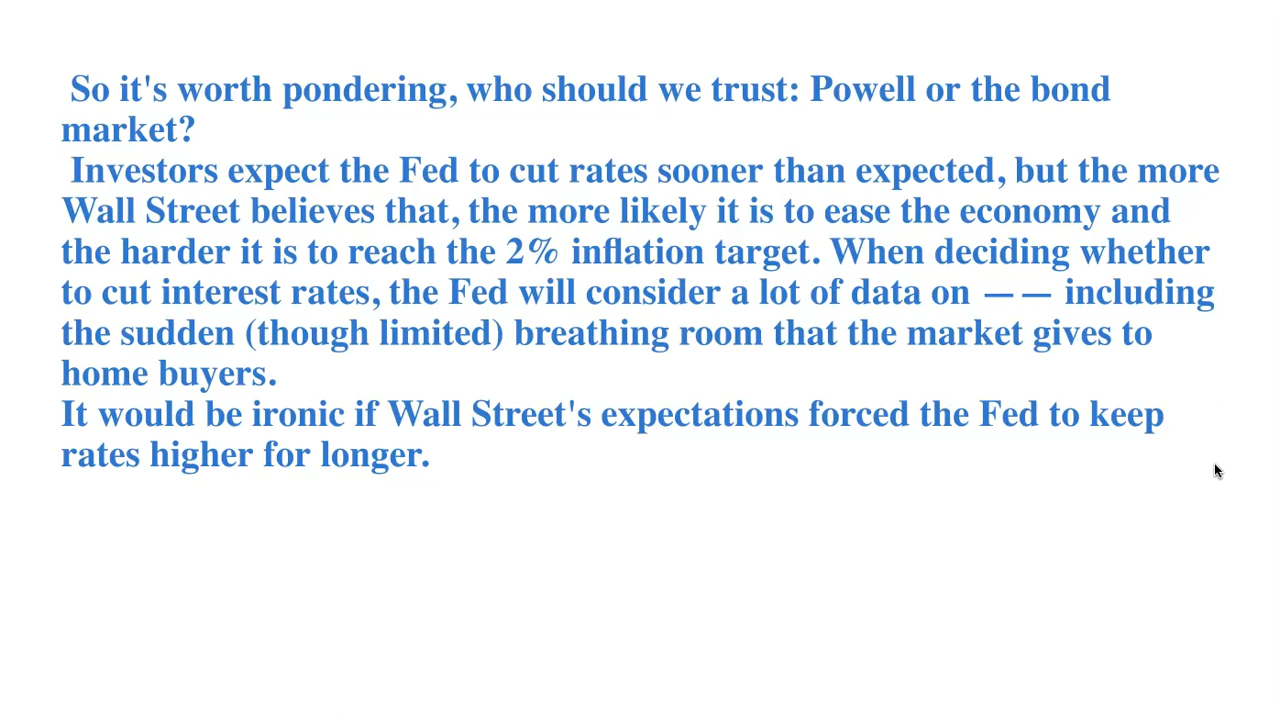 So it's worth pondering, who should we trust: Powell or the bond
market?
Investors expect the Fed to cut rates sooner than expected, but the more
Wall Street believes that, the more likely it is to ease the economy and
the harder it is to reach the 2% inflation target. When deciding whether
to cut interest rates, the Fed will consider a lot of data on —— including
the sudden (though limited) breathing room that the market gives to
home buyers.
It would be ironic if Wall Street's expectations forced the Fed to keep
rates higher for longer.